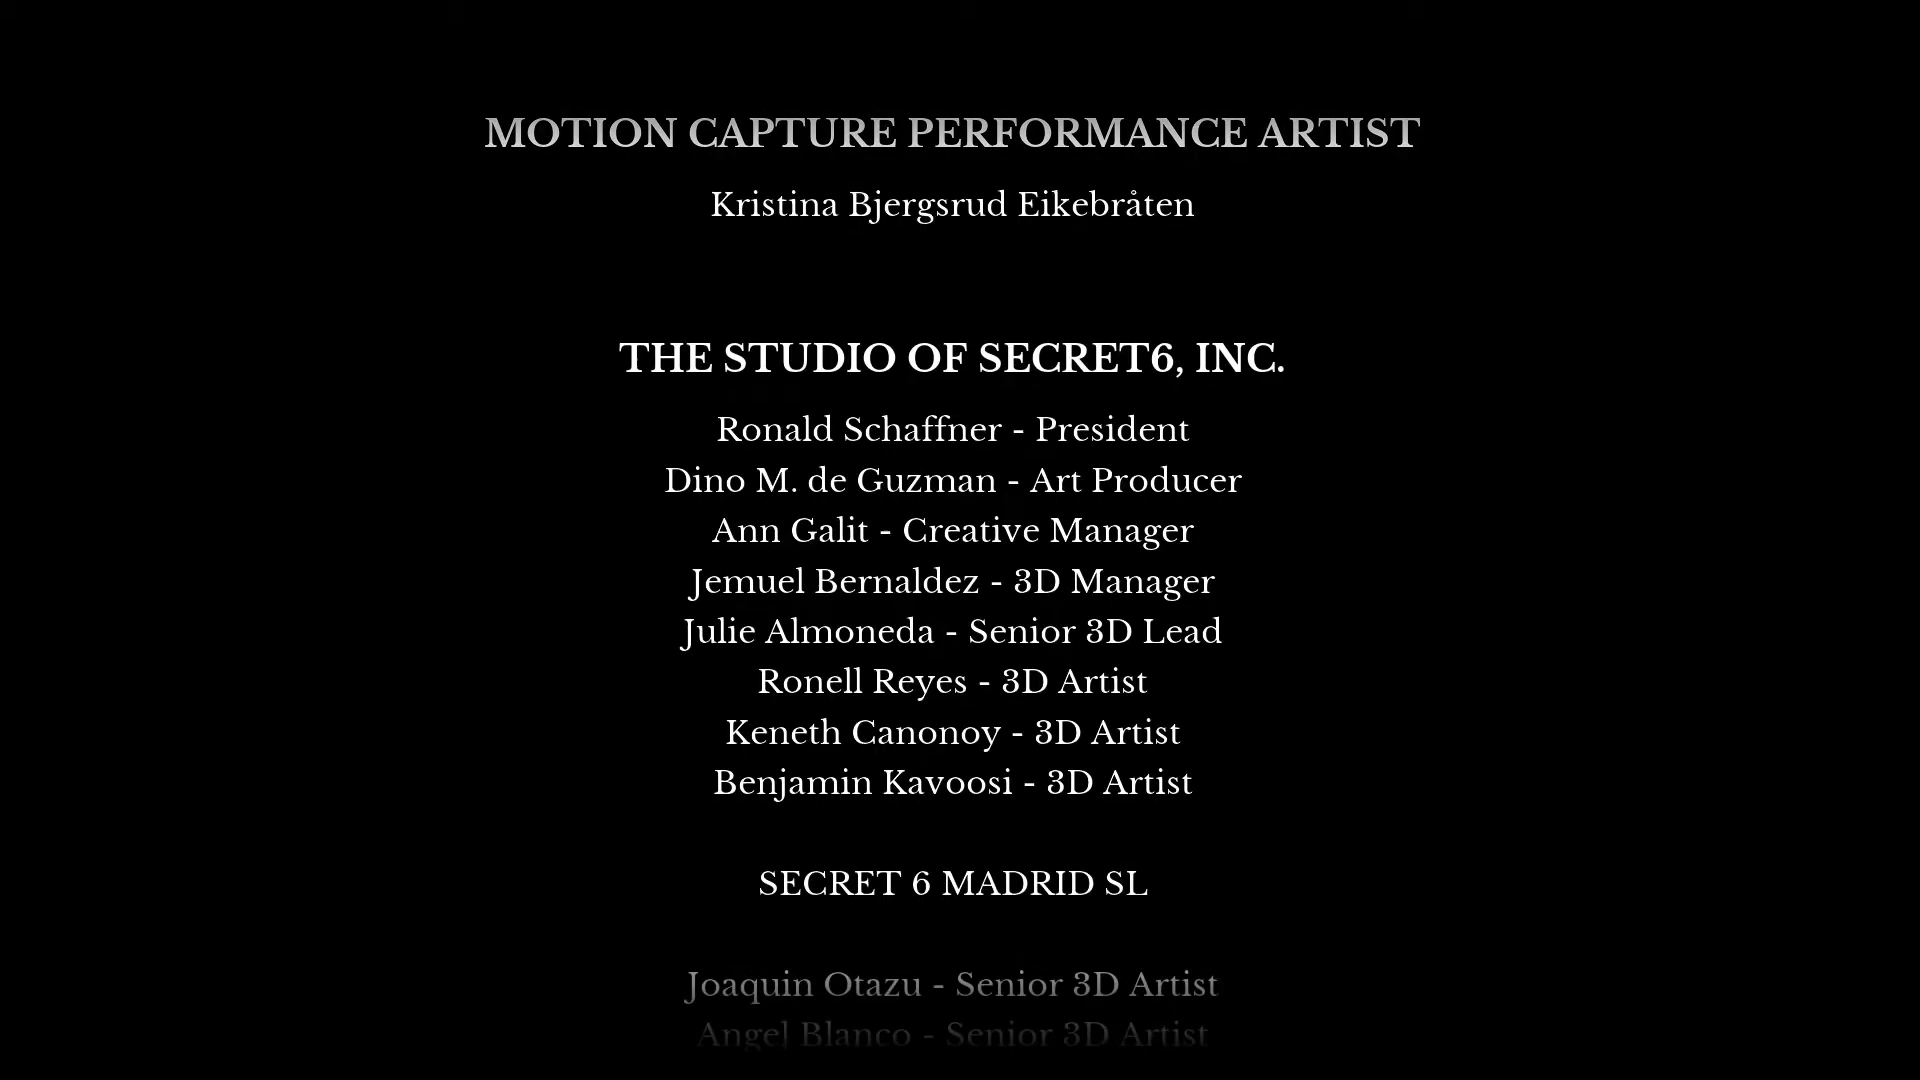 MOTION CAPTURE PERFORMANCE ARTIST
Kristina Bjergsrud Eikebråten
THE STUDIO OF SECRET6, INC.
Ronald Schaffner - President
Dino M. de Guzman - Art Producer
Ann Galit - Creative Manager
Jemuel Bernaldez - 3D Manager
Julie Almoneda - Senior 3D Lead
Ronell Reyes - 3D Artist
Keneth Canonoy - 3D Artist
Benjamin Kavoosi - 3D Artist
SECRET 6 MADRID SL
Joaquin Otazu - Senior 3D Artist
Angel Blanco - Senior 3D Artist